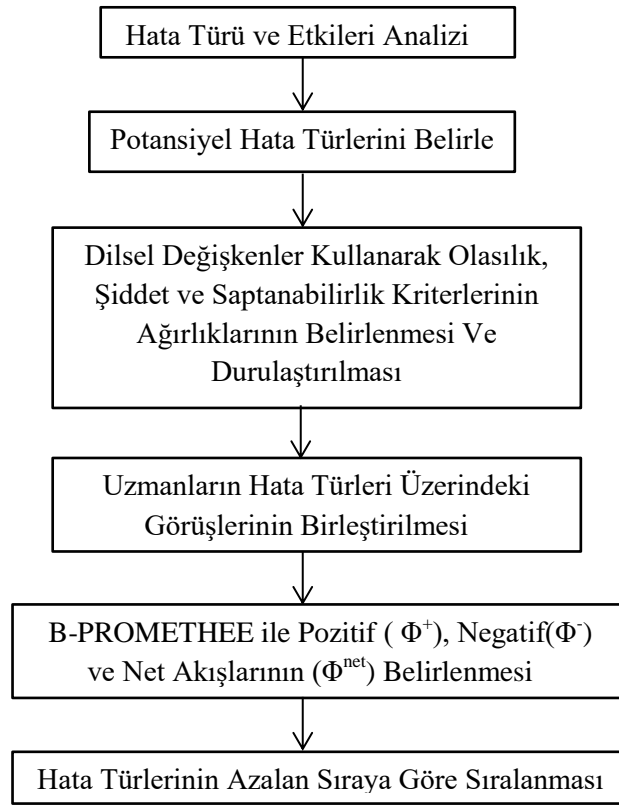 Hata Türü ve Etkileri Analizi
Potansiyel Hata Türlerini Belirle
Dilsel Değişkenler Kullanarak Olasılık,
Şiddet ve Saptanabilirlik Kriterlerinin
Ağırlıklarının Belirlenmesi Ve
Durulaştırılması
Uzmanların Hata Türleri Üzerindeki
Görüşlerinin Birleştirilmesi
B-PROMETHEE ile Pozitif ( Φ⁺), Negatif(Φ⁻)
ve Net Akışlarının (Φⁿᵉᵗ) Belirlenmesi
Hata Türlerinin Azalan Sıraya Göre Sıralanması